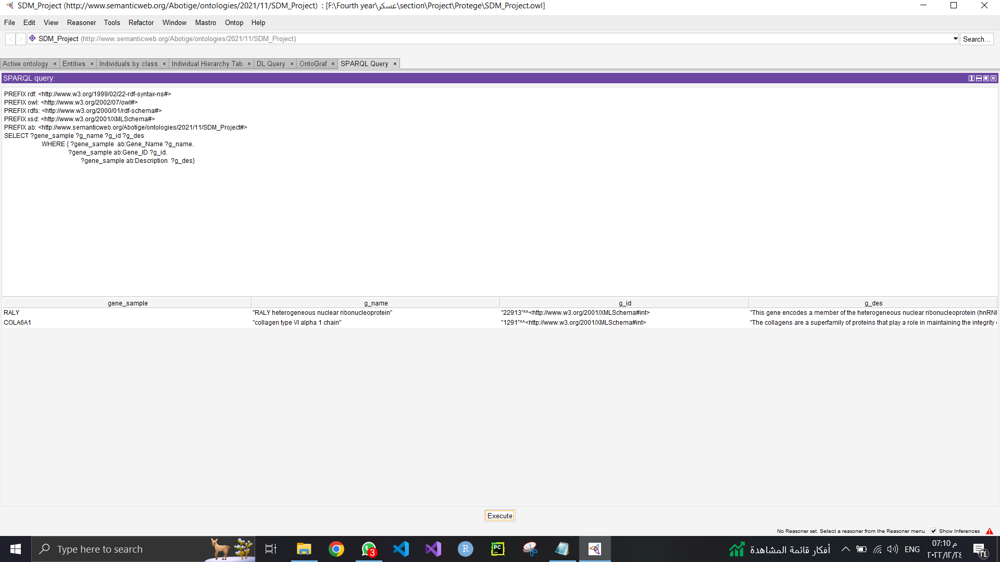 SDM_Project (http://www.semanticweb.org/Abotige/ontologies/2021/11/SDM_Project) : [F:\Fourth year\عسكر\section\Project\Protege\SDM_Project.owl]
File Edit View Reasoner Tools Refactor Window Mastro Ontop Help
< > SDM_Project (http://www.semanticweb.org/Abotige/ontologies/2021/11/SDM_Project) Search...
Active ontology × Entities × Individuals by class × Individual Hierarchy Tab × DL Query × OntoGraf × SPARQL Query ×
SPARQL query:
PREFIX rdf: <http://www.w3.org/1999/02/22-rdf-syntax-ns#>
PREFIX owl: <http://www.w3.org/2002/07/owl#>
PREFIX rdfs: <http://www.w3.org/2000/01/rdf-schema#>
PREFIX xsd: <http://www.w3.org/2001/XMLSchema#>
PREFIX ab: <http://www.semanticweb.org/Abotige/ontologies/2021/11/SDM_Project#>
SELECT ?gene_sample ?g_name ?g_id ?g_des
WHERE { ?gene_sample ab:Gene_Name ?g_name.
?gene_sample ab:Gene_ID ?g_id.
?gene_sample ab:Description ?g_des}
gene_sample g_name g_id g_des
RALY "RALY heterogeneous nuclear ribonucleoprotein" "22913"^^<http://www.w3.org/2001/XMLSchema#int> "This gene encodes a member of the heterogeneous nuclear ribonucleoprotein (hnRN
COLA6A1 "collagen type VI alpha 1 chain" "1291"^^<http://www.w3.org/2001/XMLSchema#int> "The collagens are a superfamily of proteins that play a role in maintaining the integrity
Execute
No Reasoner set. Select a reasoner from the Reasoner menu Show Inferences
Type here to search 3 R PC أفكار قائمة المشاهدة ENG 07:10 م ٢٠٢٢/١٢/٢٤ ٢٤